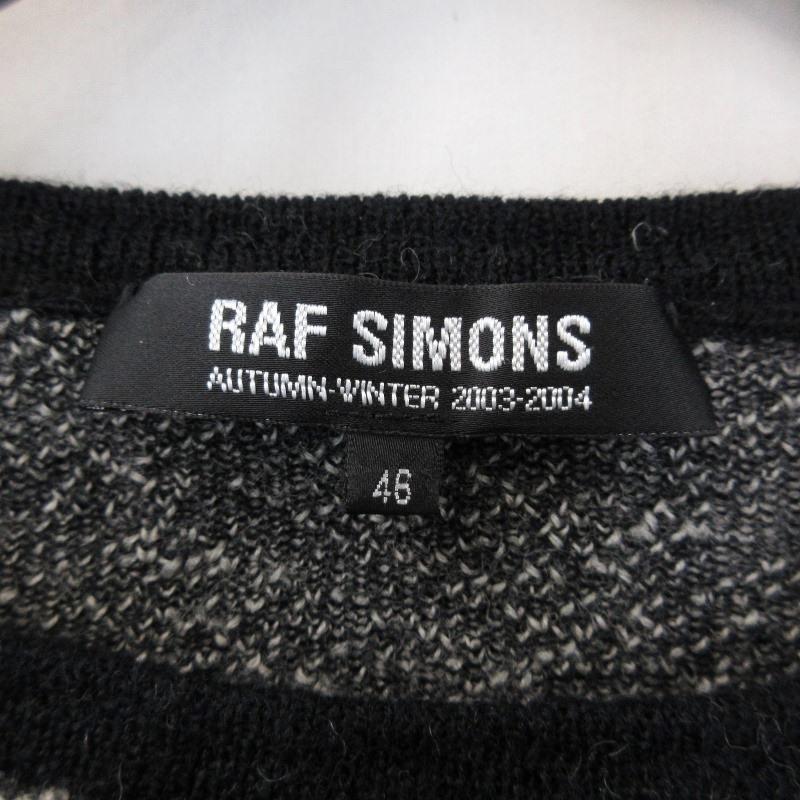 RAF SIMONS
AUTUMN-WINTER 2003-2004
46